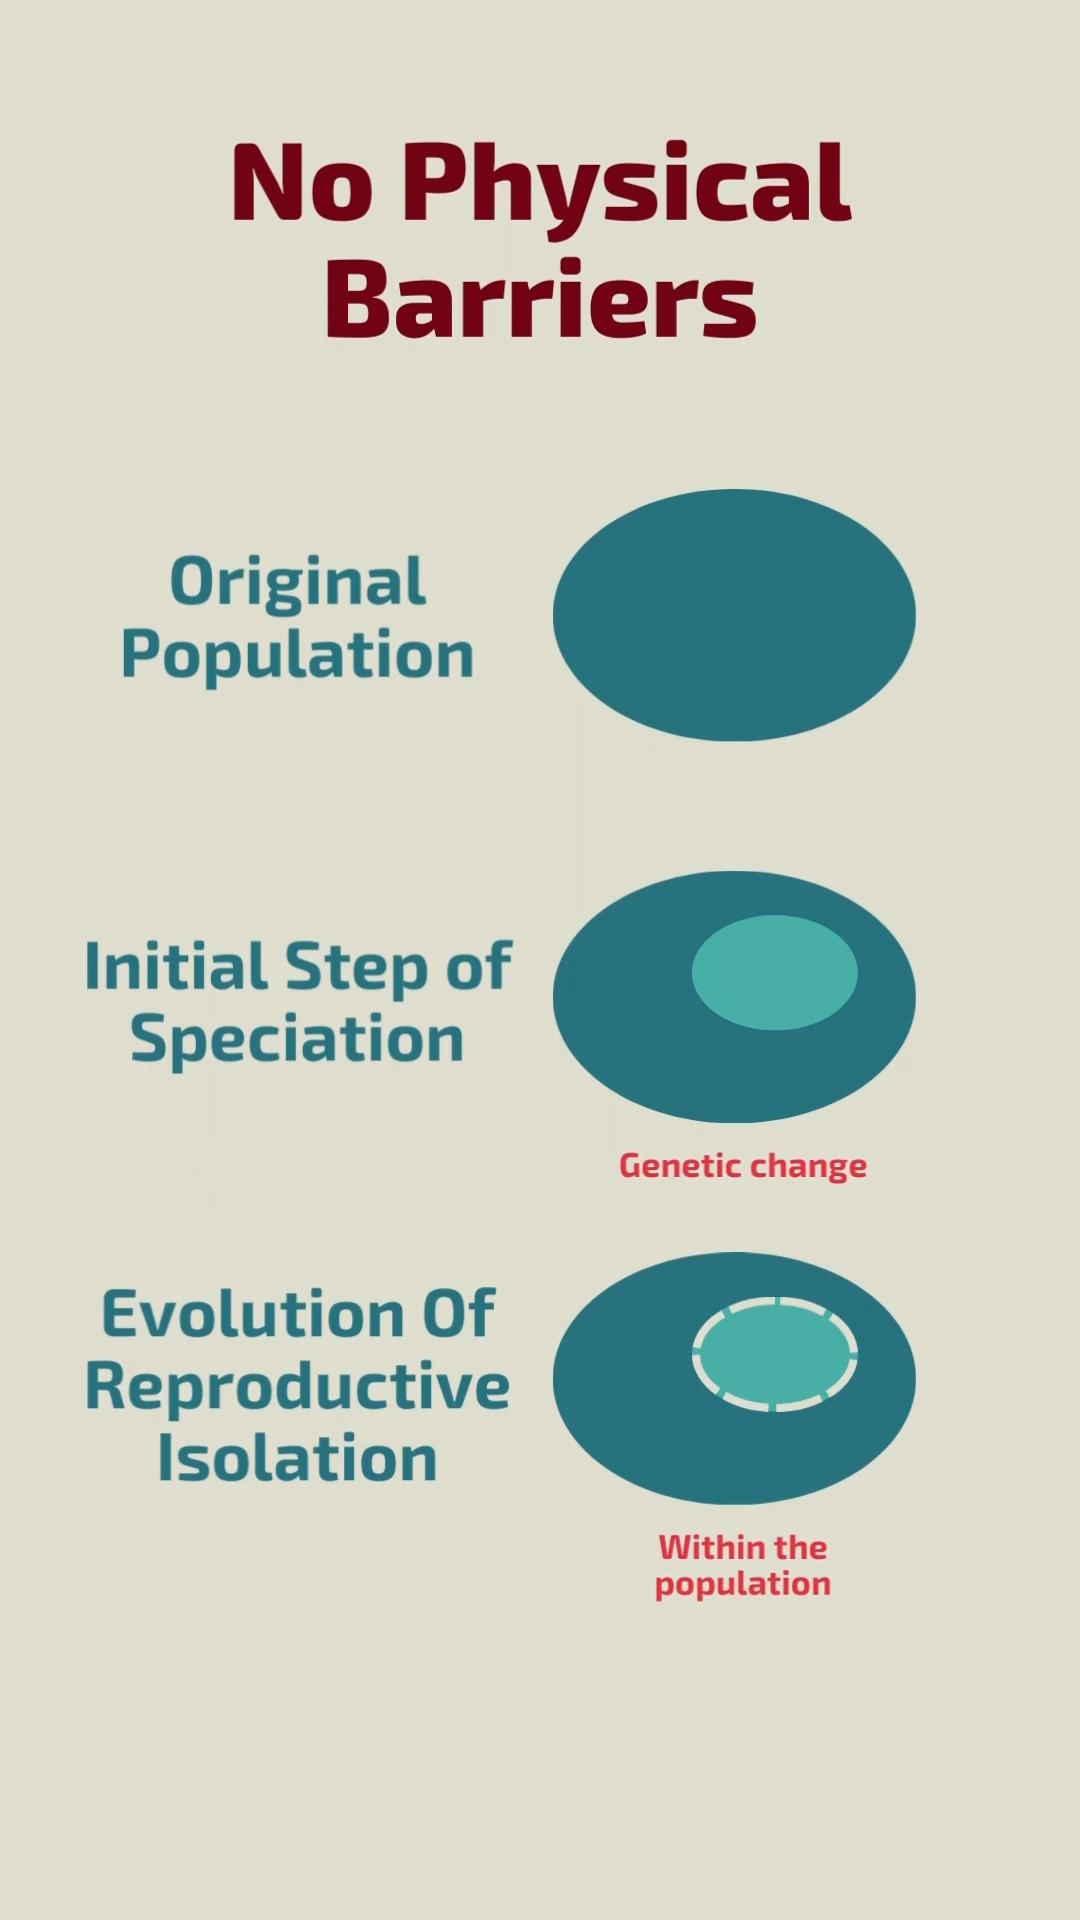 No Physical
Barriers
Original
Population
Initial Step of
Speciation
Genetic change
Evolution Of
Reproductive
Isolation
Within the
population